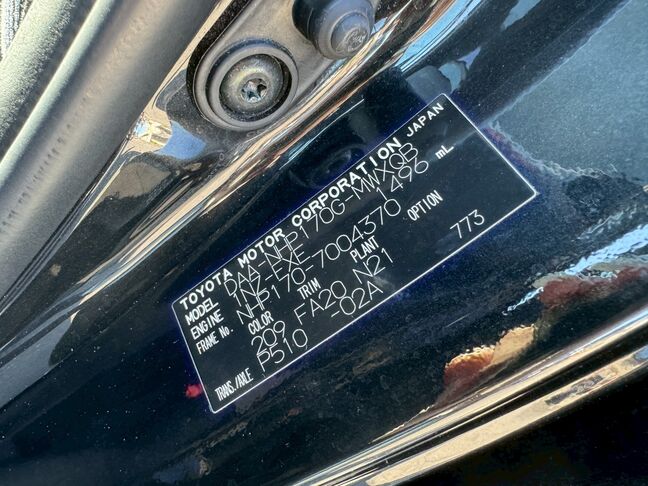 TOYOTA MOTOR CORPORATION JAPAN
MODEL DAA-NHP170G-MWXQB
ENGINE 1NZ-FXE 1496 mL
FRAME No. NHP170-7004370
COLOR TRIM PLANT OPTION
209 FA20 N21 773
TRANS./AXLE P510 -02A